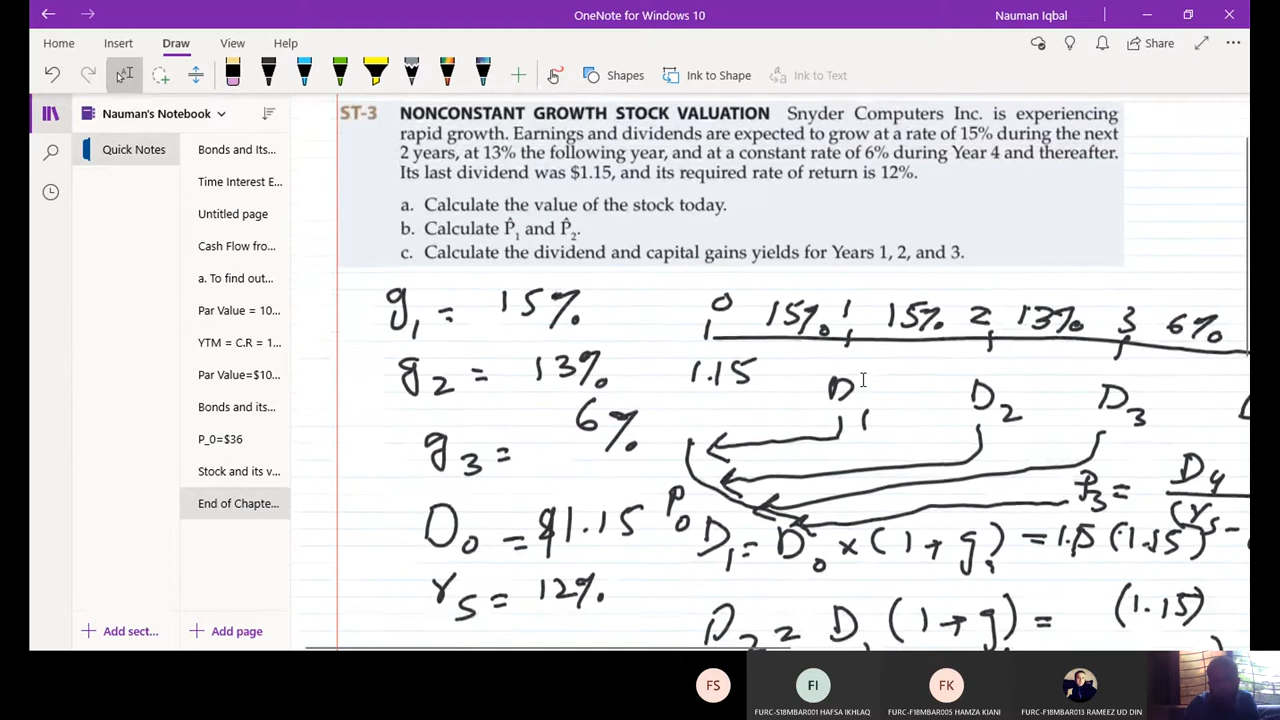 OneNote for Windows 10
Nauman Iqbal
Home Insert Draw View Help
Share
Shapes
Ink to Shape
Ink to Text
Nauman's Notebook
Quick Notes
Bonds and Its...
Time Interest E...
Untitled page
Cash Flow fro...
a. To find out...
Par Value = 10...
YTM = C.R = 1...
Par Value=$10...
Bonds and its...
P_0=$36
Stock and its v...
End of Chapte...
Add sect...
Add page
ST-3 NONCONSTANT GROWTH STOCK VALUATION Snyder Computers Inc. is experiencing
rapid growth. Earnings and dividends are expected to grow at a rate of 15% during the next
2 years, at 13% the following year, and at a constant rate of 6% during Year 4 and thereafter.
Its last dividend was $1.15, and its required rate of return is 12%.
a. Calculate the value of the stock today.
b. Calculate P̂1 and P̂2.
c. Calculate the dividend and capital gains yields for Years 1, 2, and 3.
g1 = 15%
g2 = 13%
g3 = 6%
D0 = $1.15
rs = 12%
0 15% 1 15% 2 13% 3 6%
1.15 D1 D2 D3
P0
P̂3 = D4
(rs -
D1 = D0 × (1 + g) = 1.15 (1.15)
D2 = D1 (1 + g) = (1.15)
FS
FI
FK
FURC-S18MBAR001 HAFSA IKHLAQ
FURC-F18MBAR005 HAMZA KIANI
FURC-F18MBAR013 RAMEEZ UD DIN